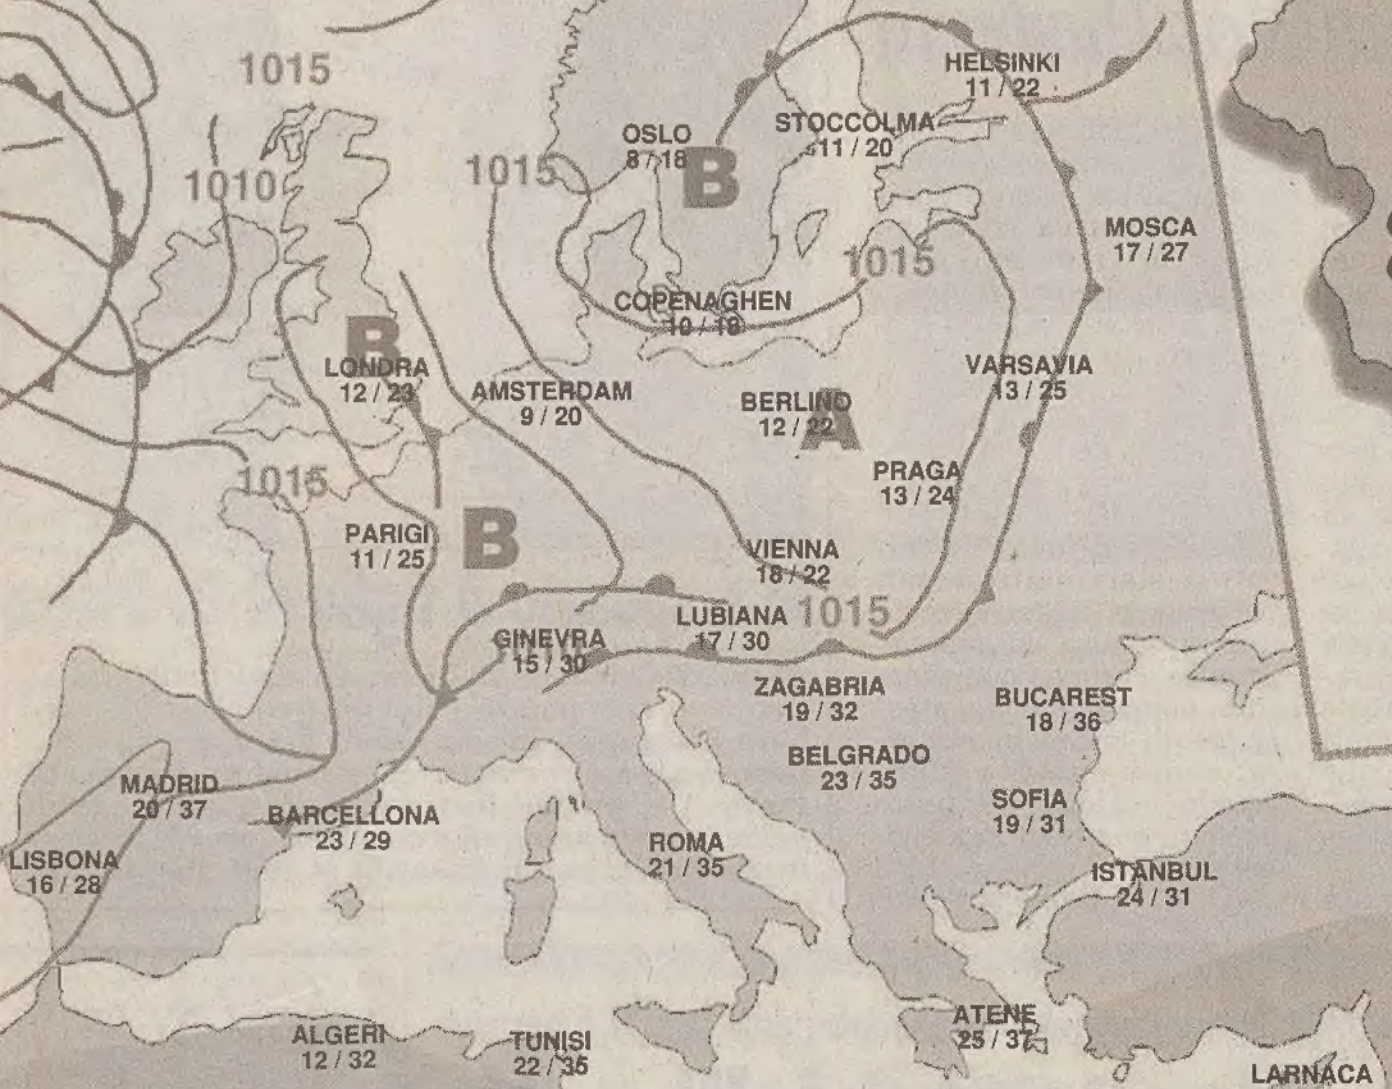 1015
HELSINKI
11 / 22
OSLO
8 / 18
STOCCOLMA
11 / 20
1010
1015
B
MOSCA
17 / 27
1015
COPENAGHEN
10 / 18
B
LONDRA
12 / 23
AMSTERDAM
9 / 20
BERLINO
12 / 22
A
VARSAVIA
13 / 25
1015
PRAGA
13 / 24
PARIGI
11 / 25
B
VIENNA
18 / 22
LUBIANA
17 / 30
1015
GINEVRA
15 / 30
ZAGABRIA
19 / 32
BUCAREST
18 / 36
BELGRADO
23 / 35
MADRID
20 / 37
BARCELLONA
23 / 29
SOFIA
19 / 31
ROMA
21 / 35
LISBONA
16 / 28
ISTANBUL
24 / 31
ATENE
25 / 37
ALGERI
12 / 32
TUNISI
22 / 35
LARNACA